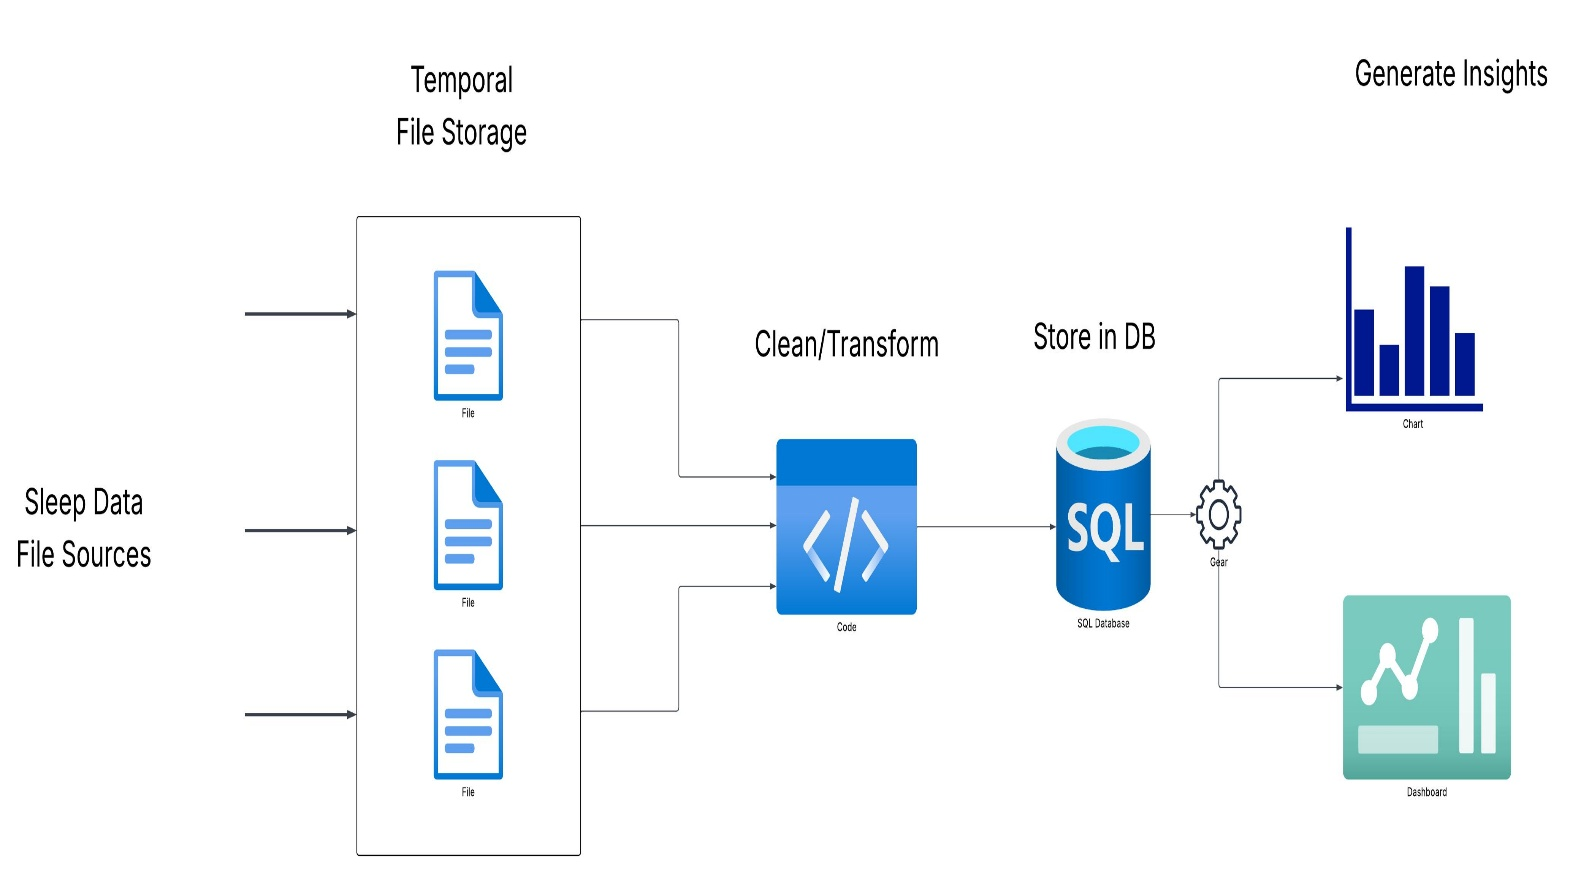 Temporal
File Storage
Generate Insights
File
Clean/Transform
Store in DB
SQL
Chart
Sleep Data
File Sources
File
Code
SQL Database
Gear
File
Dashboard